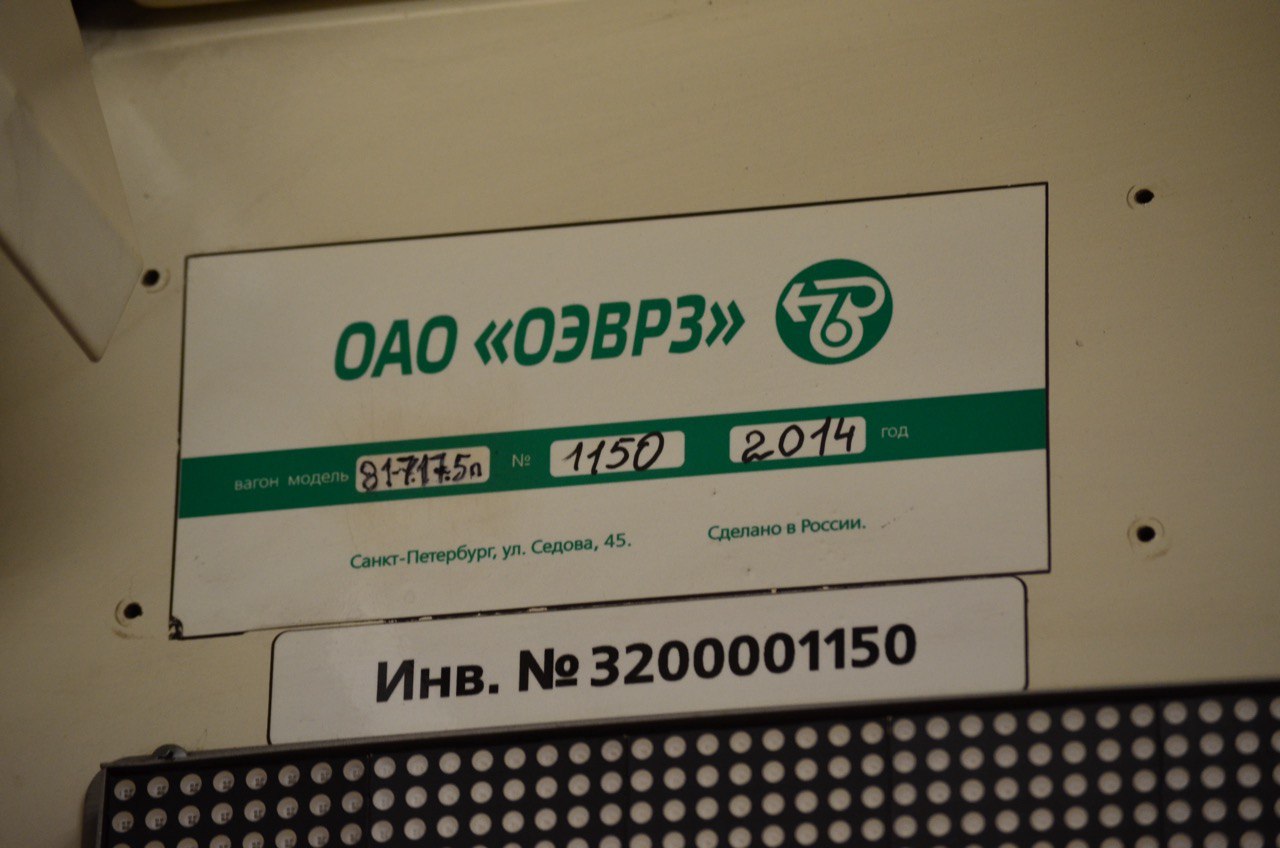 ОАО «ОЭВРЗ»
вагон модель 81-717.5п № 1150 2014 год
Санкт-Петербург, ул. Седова, 45. Сделано в России.
Инв. № 3200001150